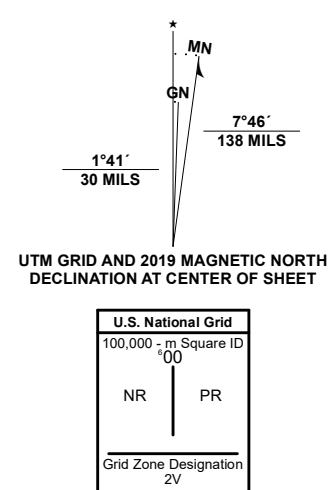 ★
MN
GN
7°46´
138 MILS
1°41´
30 MILS
UTM GRID AND 2019 MAGNETIC NORTH
DECLINATION AT CENTER OF SHEET
U.S. National Grid
100,000 - m Square ID
⁶00
NR PR
Grid Zone Designation
2V